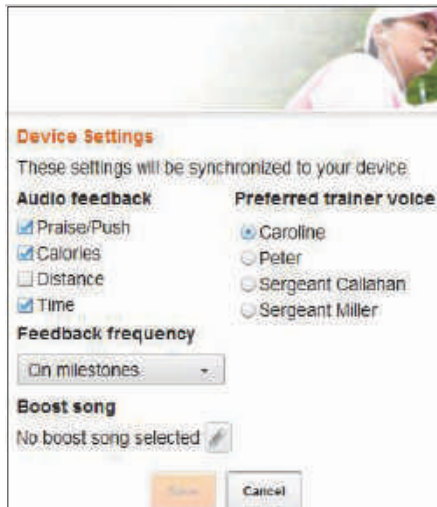 Device Settings
These settings will be synchronized to your device.
Audio feedback
Praise/Push
Calories
Distance
Time
Preferred trainer voice
Caroline
Peter
Sergeant Callahan
Sergeant Miller
Feedback frequency
On milestones
Boost song
No boost song selected
Save
Cancel